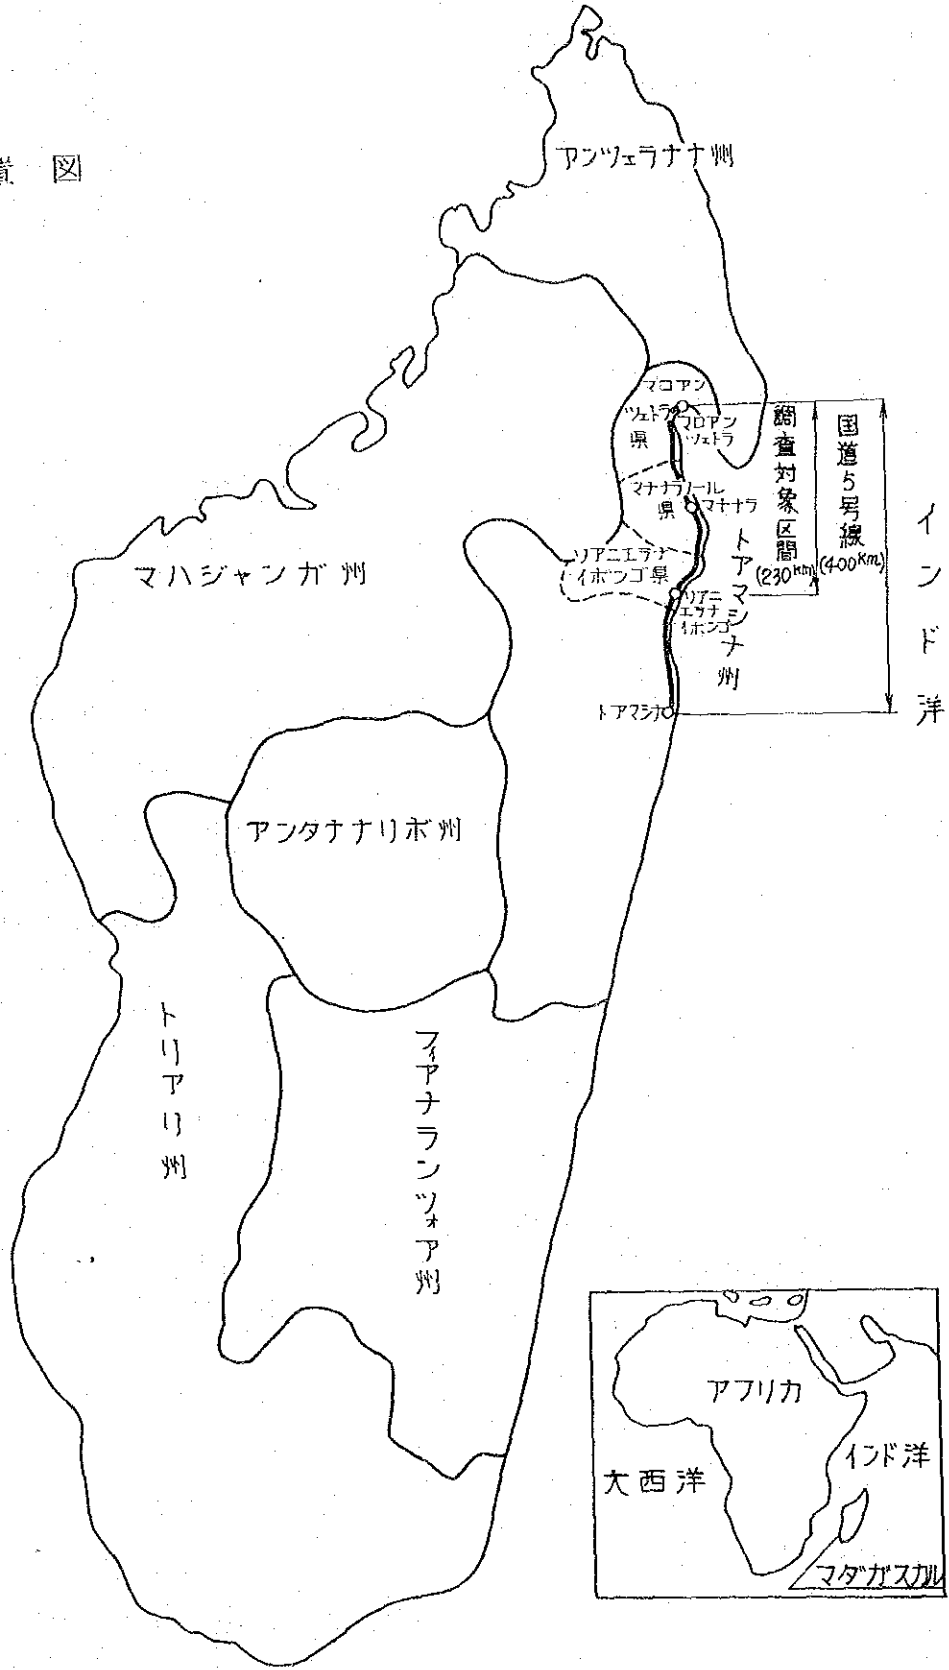 図
アンツェラナナ州
マロアン
ツェトラ
県
マロアン
ツェトラ
マナナラノール
県
マナナラ
ソアニエラナ
イボンゴ県
ソアニ
エラナ
イボンゴ
トアマシナ州
トアマシナ
調査対象区間
(230km)
国道5号線
(400km)
インド洋
マハジャンガ州
アンタナナリボ州
トリアリ州
フィアナランツォア州
アフリカ
大西洋
インド洋
マダガスカル